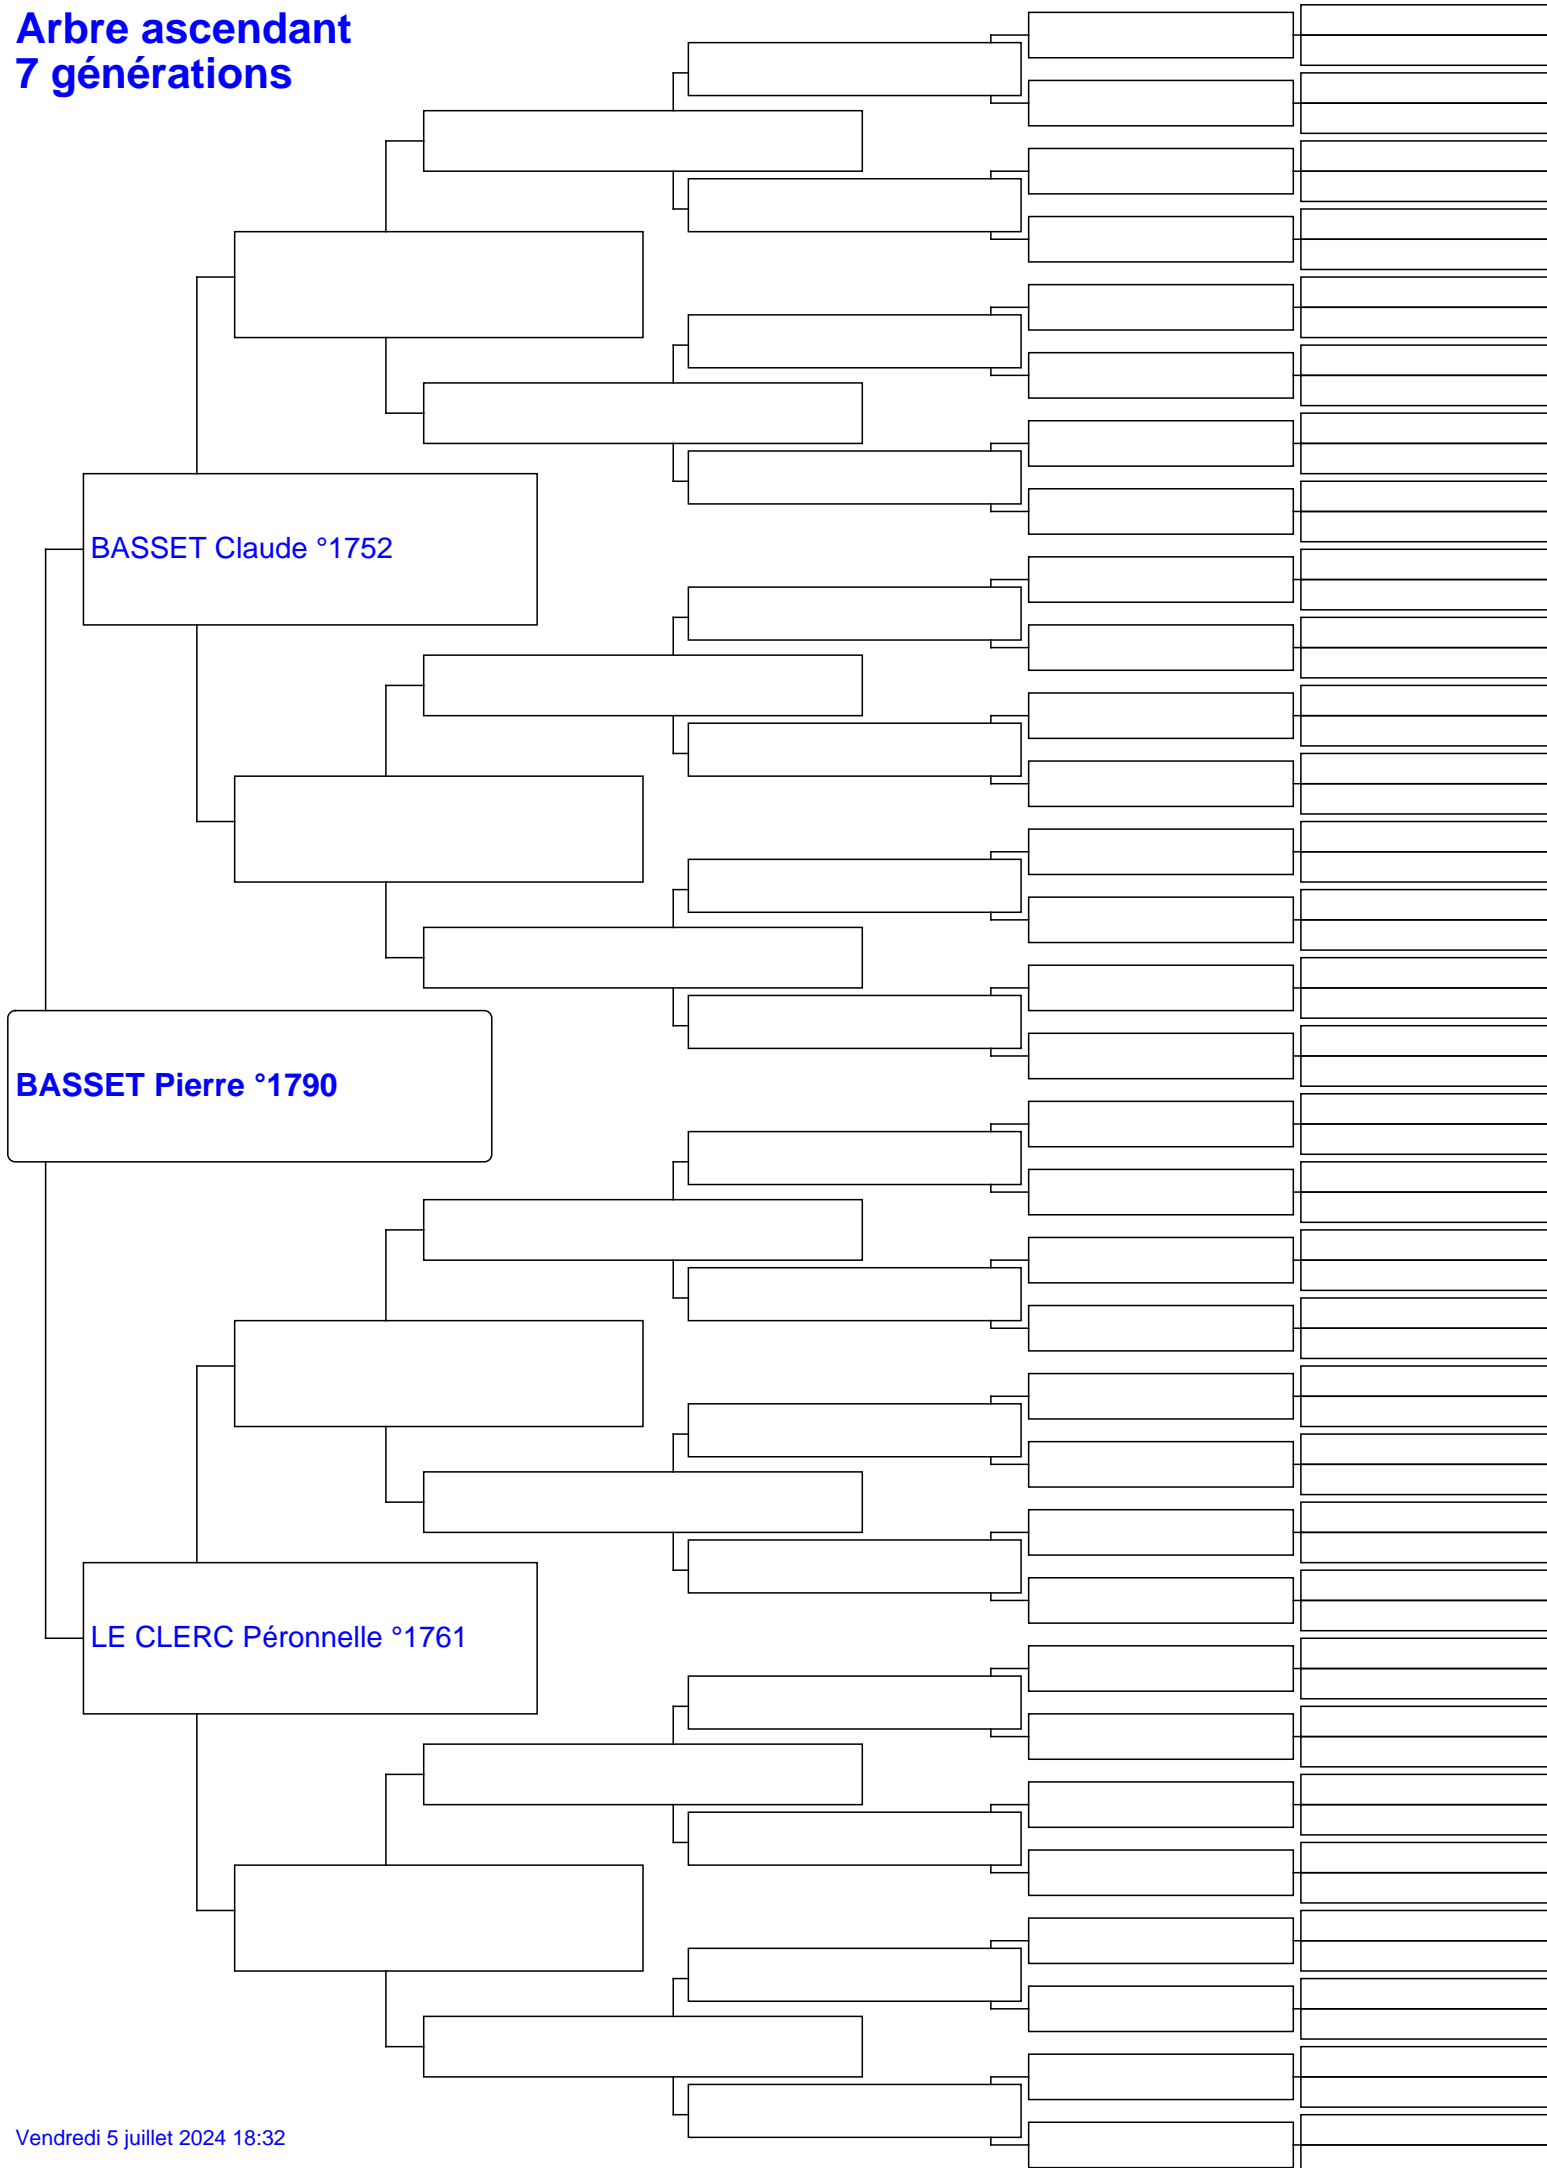 Arbre ascendant
7 générations
BASSET Claude °1752
BASSET Pierre °1790
LE CLERC Péronnelle °1761
Vendredi 5 juillet 2024 18:32